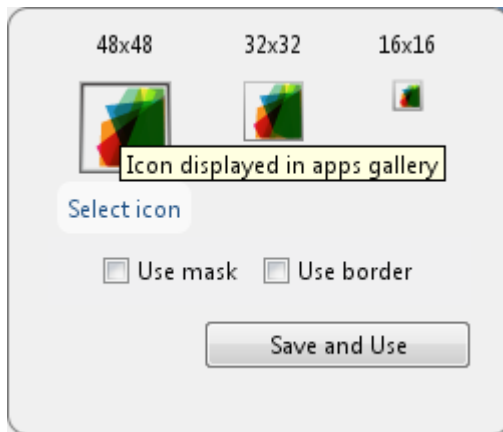 48x48 32x32 16x16
Icon displayed in apps gallery
Select icon
Use mask Use border
Save and Use